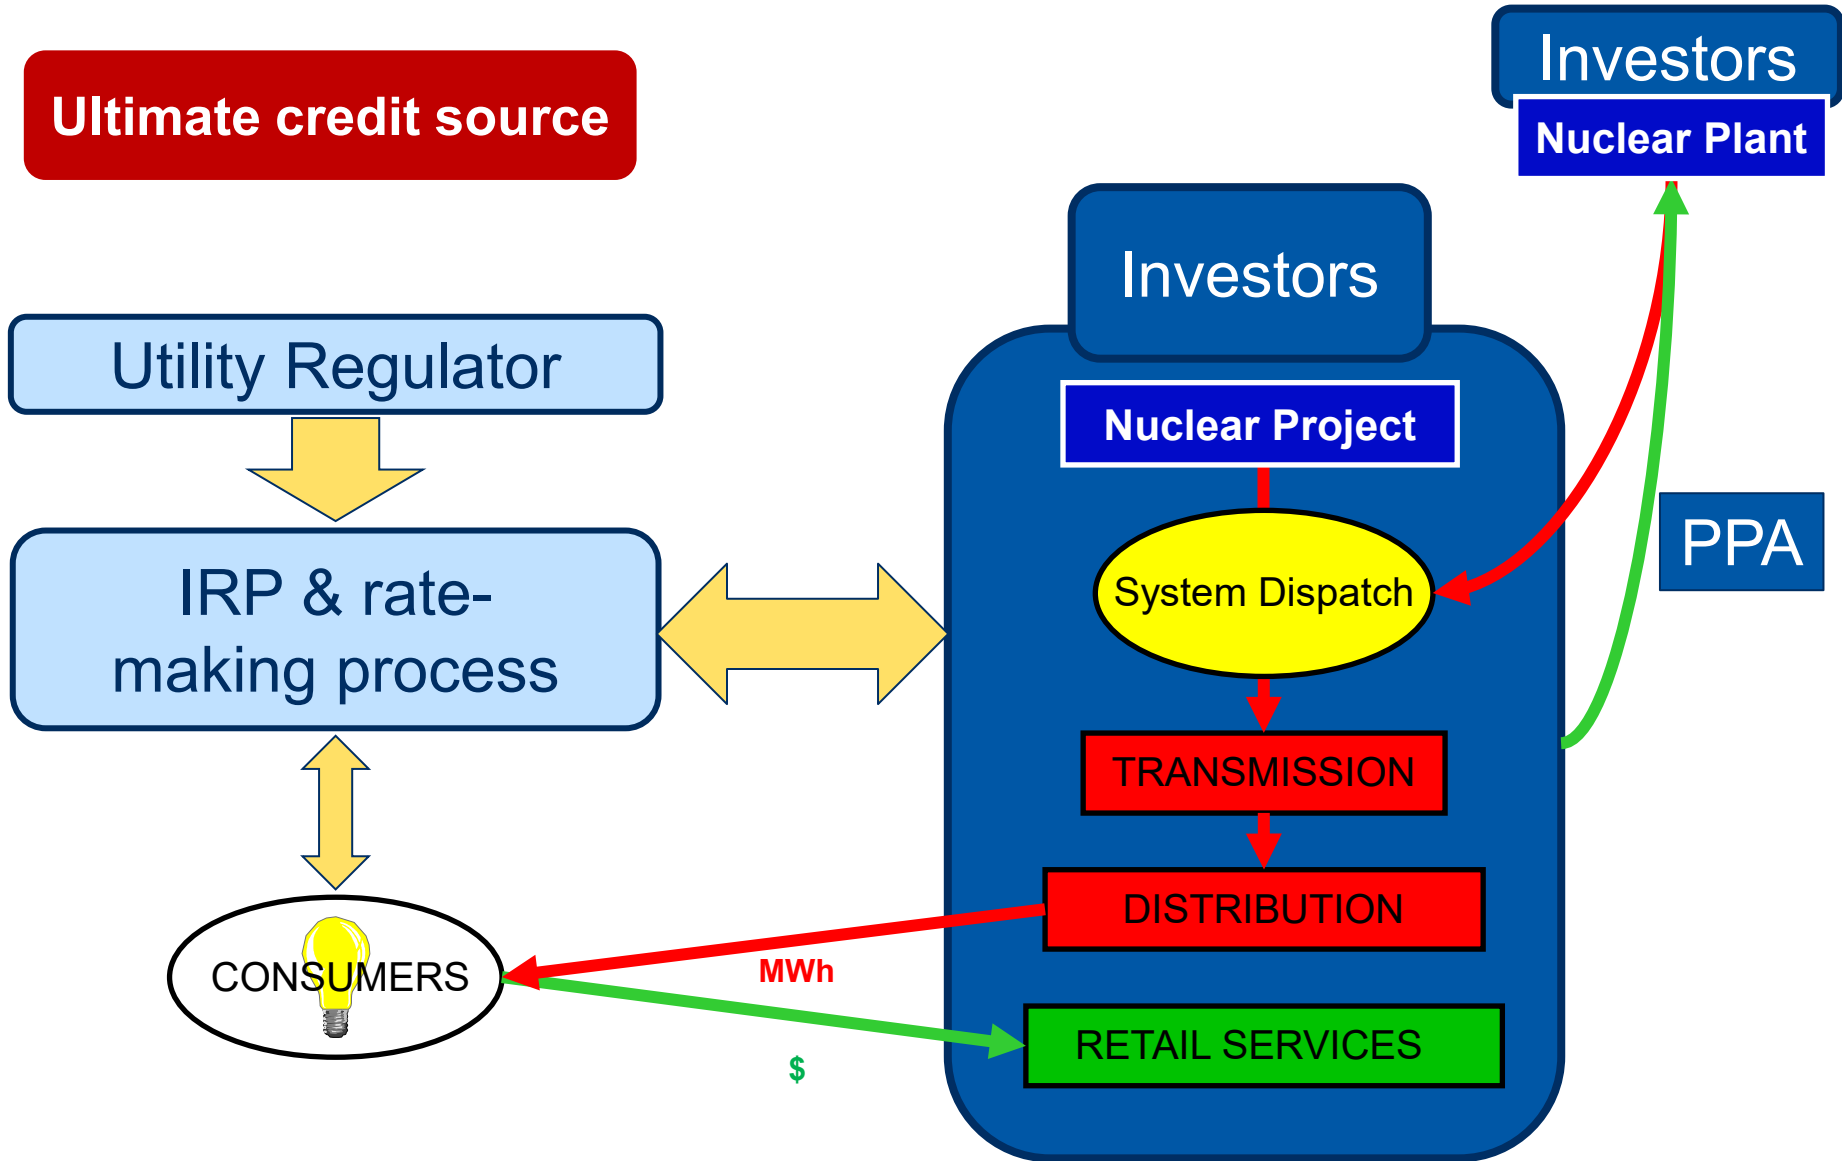 Ultimate credit source
Investors
Nuclear Plant
Investors
Utility Regulator
Nuclear Project
IRP & rate-
making process
System Dispatch
PPA
TRANSMISSION
DISTRIBUTION
CONSUMERS
MWh
RETAIL SERVICES
$